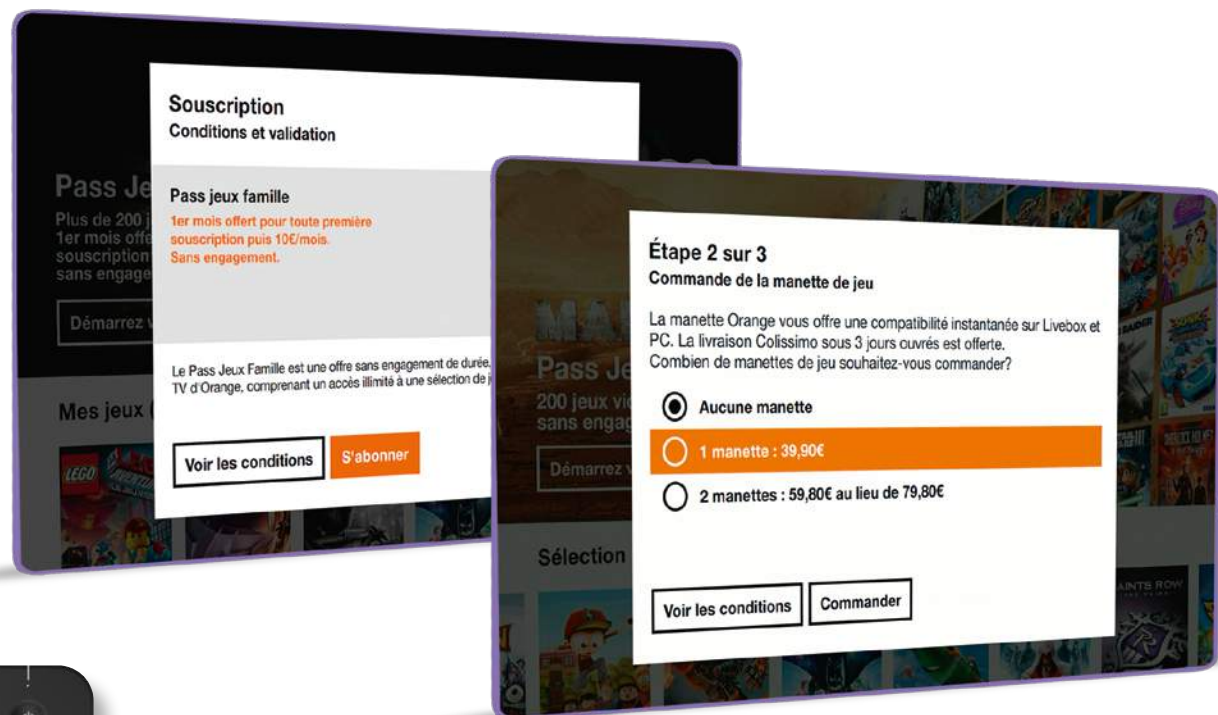 Souscription
Conditions et validation
Pass jeux famille
1er mois offert pour toute première
souscription puis 10€/mois.
Sans engagement.
Le Pass Jeux Famille est une offre sans engagement de durée.
TV d'Orange, comprenant un accès illimité à une sélection de
Voir les conditions
S'abonner
Pass Je
Plus de 200
1er mois offe
souscription
sans engage
Démarrez
Mes jeux
LEGO
Étape 2 sur 3
Commande de la manette de jeu
La manette Orange vous offre une compatibilité instantanée sur Livebox et
PC. La livraison Colissimo sous 3 jours ouvrés est offerte.
Combien de manettes de jeu souhaitez-vous commander?
Aucune manette
1 manette : 39,90€
2 manettes : 59,80€ au lieu de 79,80€
Voir les conditions
Commander
Pass Je
200 jeux
sans engag
Démarrez
Sélection
RAIDER
SAINTS ROW